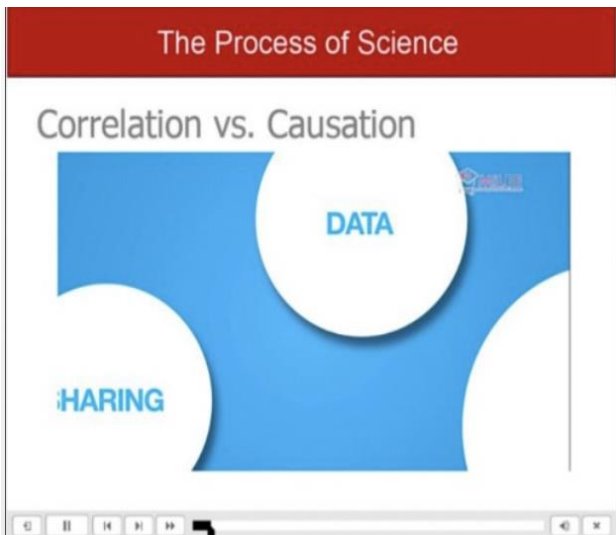 The Process of Science
Correlation vs. Causation
DATA
HARING